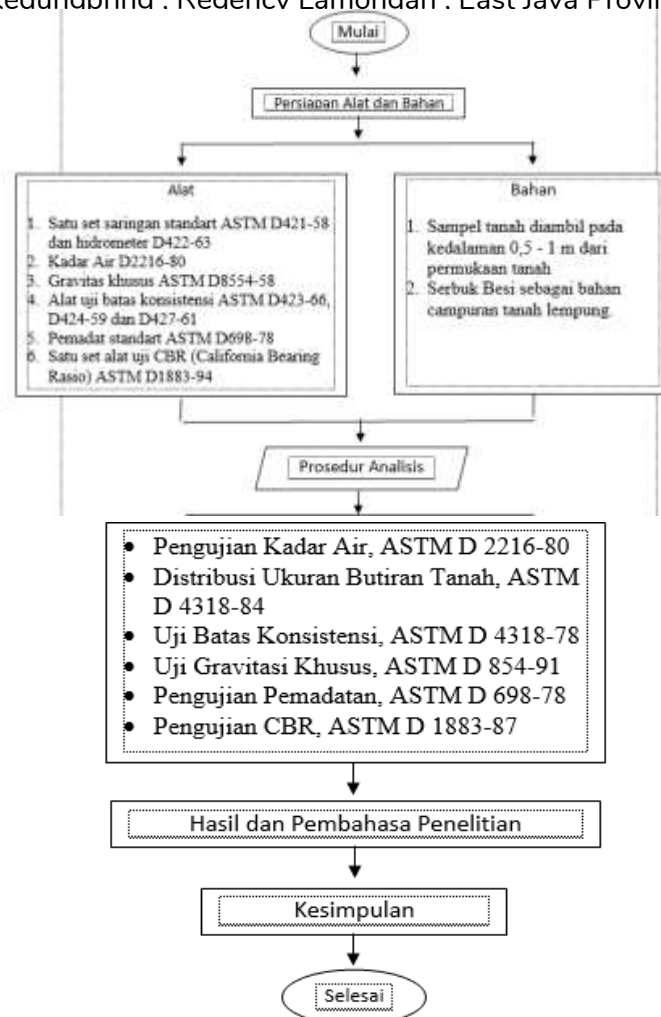 Regency Lamongan , East Java
Mulai
Persiapan Alat dan Bahan
Alat
1. Satu set saringan standart ASTM D421-58
dan hidrometer D422-63
2. Kadar Air D2216-80
3. Gravitas khusus ASTM D8554-58
4. Alat uji batas konsistensi ASTM D423-66,
D424-59 dan D427-61
5. Pemadat standart ASTM D698-78
6. Satu set alat uji CBR (California Bearing
Rasio) ASTM D1883-94
Bahan
1. Sampel tanah diambil pada
kedalaman 0,5 - 1 m dari
permukaan tanah
2. Serbuk Besi sebagai bahan
campuran tanah lempung.
Prosedur Analisis
• Pengujian Kadar Air, ASTM D 2216-80
• Distribusi Ukuran Butiran Tanah, ASTM
D 4318-84
• Uji Batas Konsistensi, ASTM D 4318-78
• Uji Gravitasi Khusus, ASTM D 854-91
• Pengujian Pemadatan, ASTM D 698-78
• Pengujian CBR, ASTM D 1883-87
Hasil dan Pembahasa Penelitian
Kesimpulan
Selesai